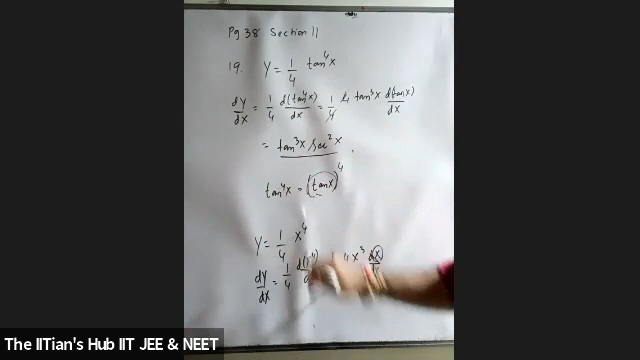 Pg 38 Section 11
19. Y = 1/4 tan⁴x
dy/dx = 1/4 d(tan⁴x)/dx = 1/4 4 tan³x d(tanx)/dx
= tan³x sec²x .
tan⁴x = (tanx)⁴
Y = 1/4 x⁴
dy/dx = 1/4 4x³ dx
The IITian's Hub IIT JEE & NEET